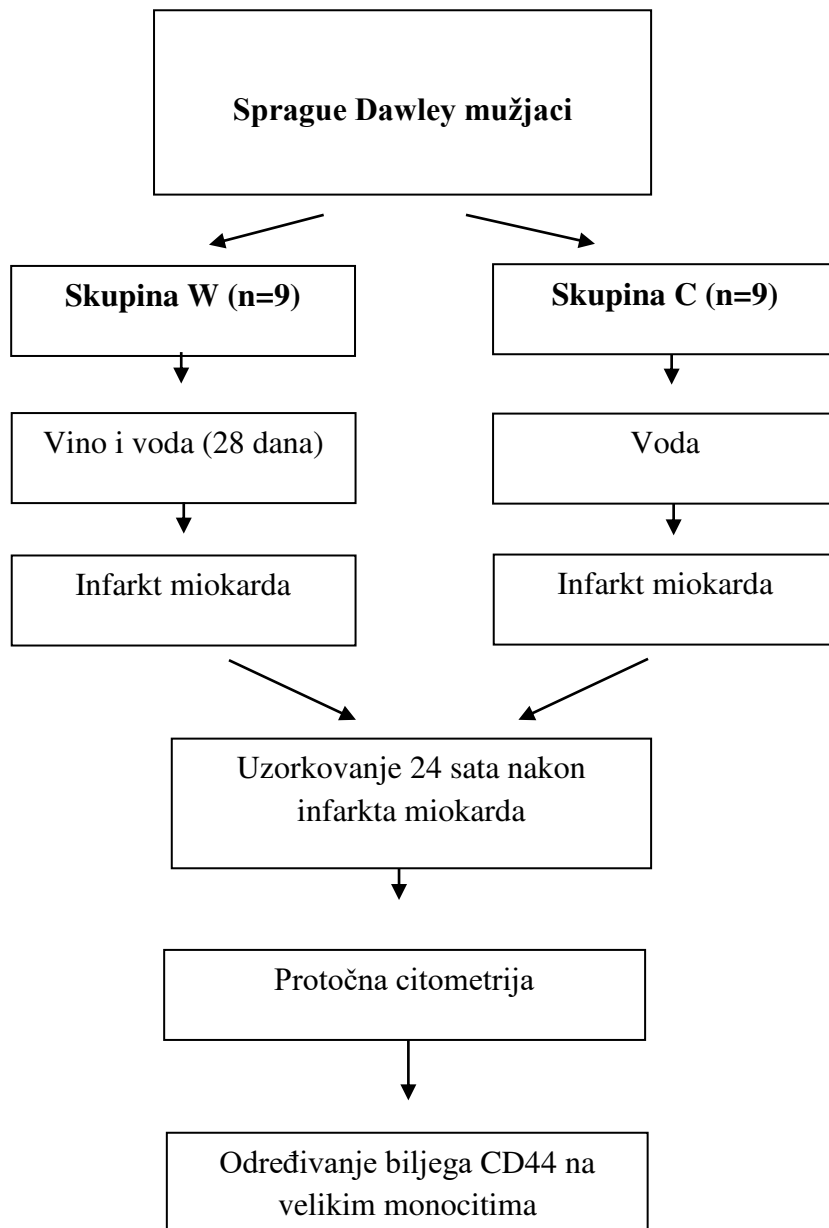 Sprague Dawley mužjaci
Skupina W (n=9)
Skupina C (n=9)
Vino i voda (28 dana)
Voda
Infarkt miokarda
Infarkt miokarda
Uzorkovanje 24 sata nakon
infarkta miokarda
Protočna citometrija
Određivanje biljega CD44 na
velikim monocitima